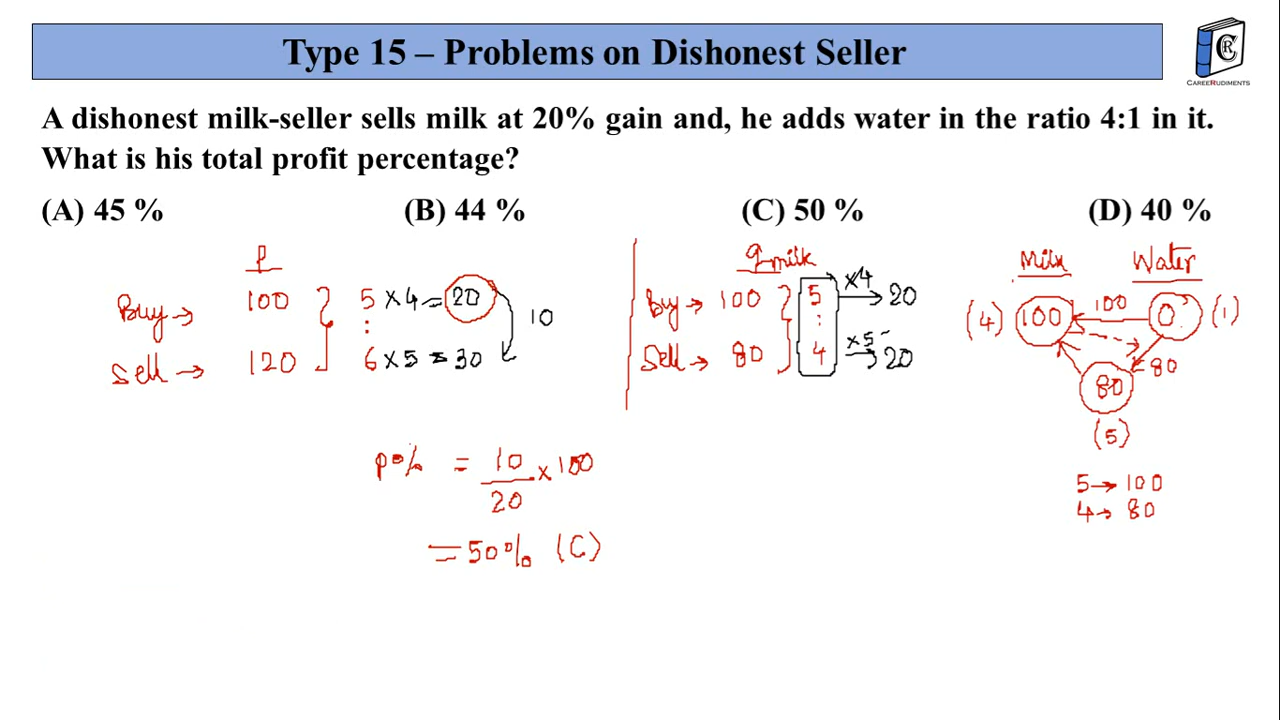 Type 15 – Problems on Dishonest Seller
CR
CAREERUDIMENTS
A dishonest milk-seller sells milk at 20% gain and, he adds water in the ratio 4:1 in it.
What is his total profit percentage?
(A) 45 % (B) 44 % (C) 50 % (D) 40 %
P
Buy → 100 5 × 4 = 20
:
Sell → 120 6 × 5 = 30
10
q milk
Buy → 100 5 ×4 → 20
:
Sell → 80 4 ×5 → 20
Milk Water
(4) 100 100 0 (1)
80 80
(5)
5 → 100
4 → 80
P% = 10/20 × 100
= 50% (C)